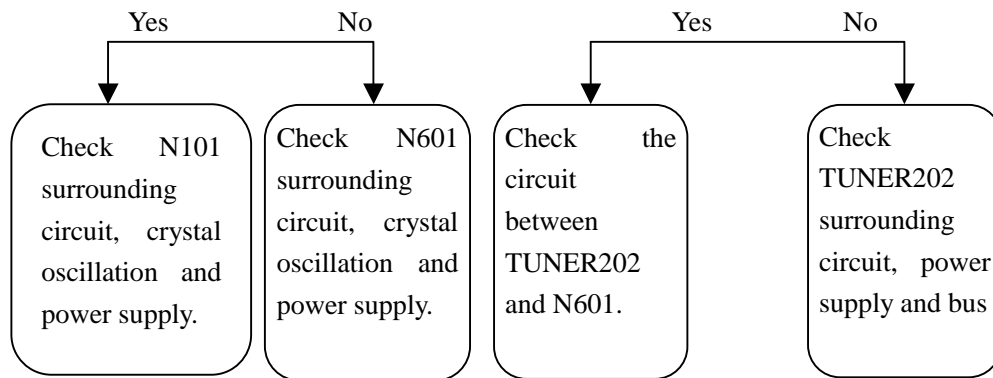 Yes No Yes No
Check N101
surrounding
circuit, crystal
oscillation and
power supply.
Check N601
surrounding
circuit, crystal
oscillation and
power supply.
Check the
circuit
between
TUNER202
and N601.
Check
TUNER202
surrounding
circuit, power
supply and bus